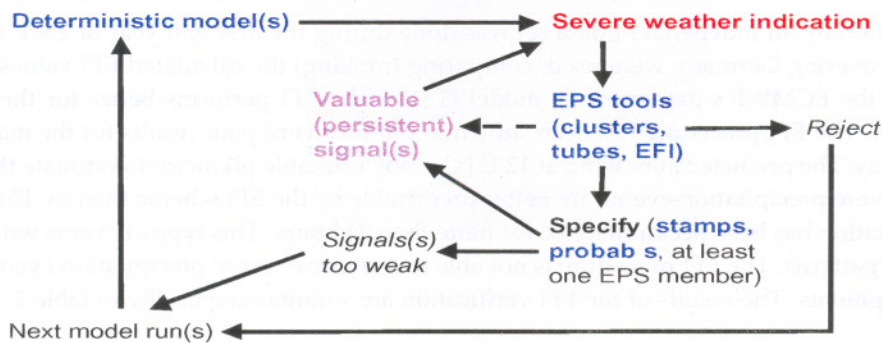 Deterministic model(s)
Severe weather indication
Valuable
(persistent)
signal(s)
EPS tools
(clusters,
tubes, EFI)
Reject
Specify (stamps,
probab s, at least
one EPS member)
Signals(s)
too weak
Next model run(s)